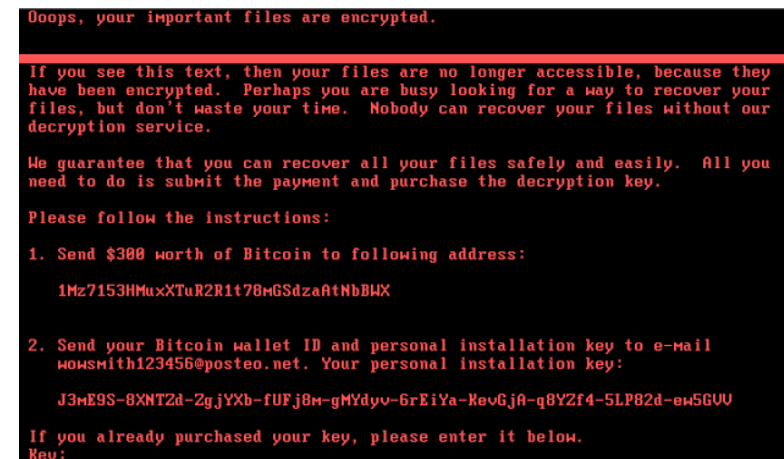 Ooops, your important files are encrypted.
If you see this text, then your files are no longer accessible, because they
have been encrypted.  Perhaps you are busy looking for a way to recover your
files, but don't waste your time.  Nobody can recover your files without our
decryption service.
We guarantee that you can recover all your files safely and easily.  All you
need to do is submit the payment and purchase the decryption key.
Please follow the instructions:
1. Send $300 worth of Bitcoin to following address:
1Mz7153HMuxXTuR2R1t78mGSdzaAtNbBWX
2. Send your Bitcoin wallet ID and personal installation key to e-mail
wowsmith123456@posteo.net. Your personal installation key:
J3mE9S-8XNTZd-ZgjYXb-fUFj8m-gMYdyv-6rEiYa-KevGjA-q8YZf4-5LP82d-ew5GVV
If you already purchased your key, please enter it below.
Key: